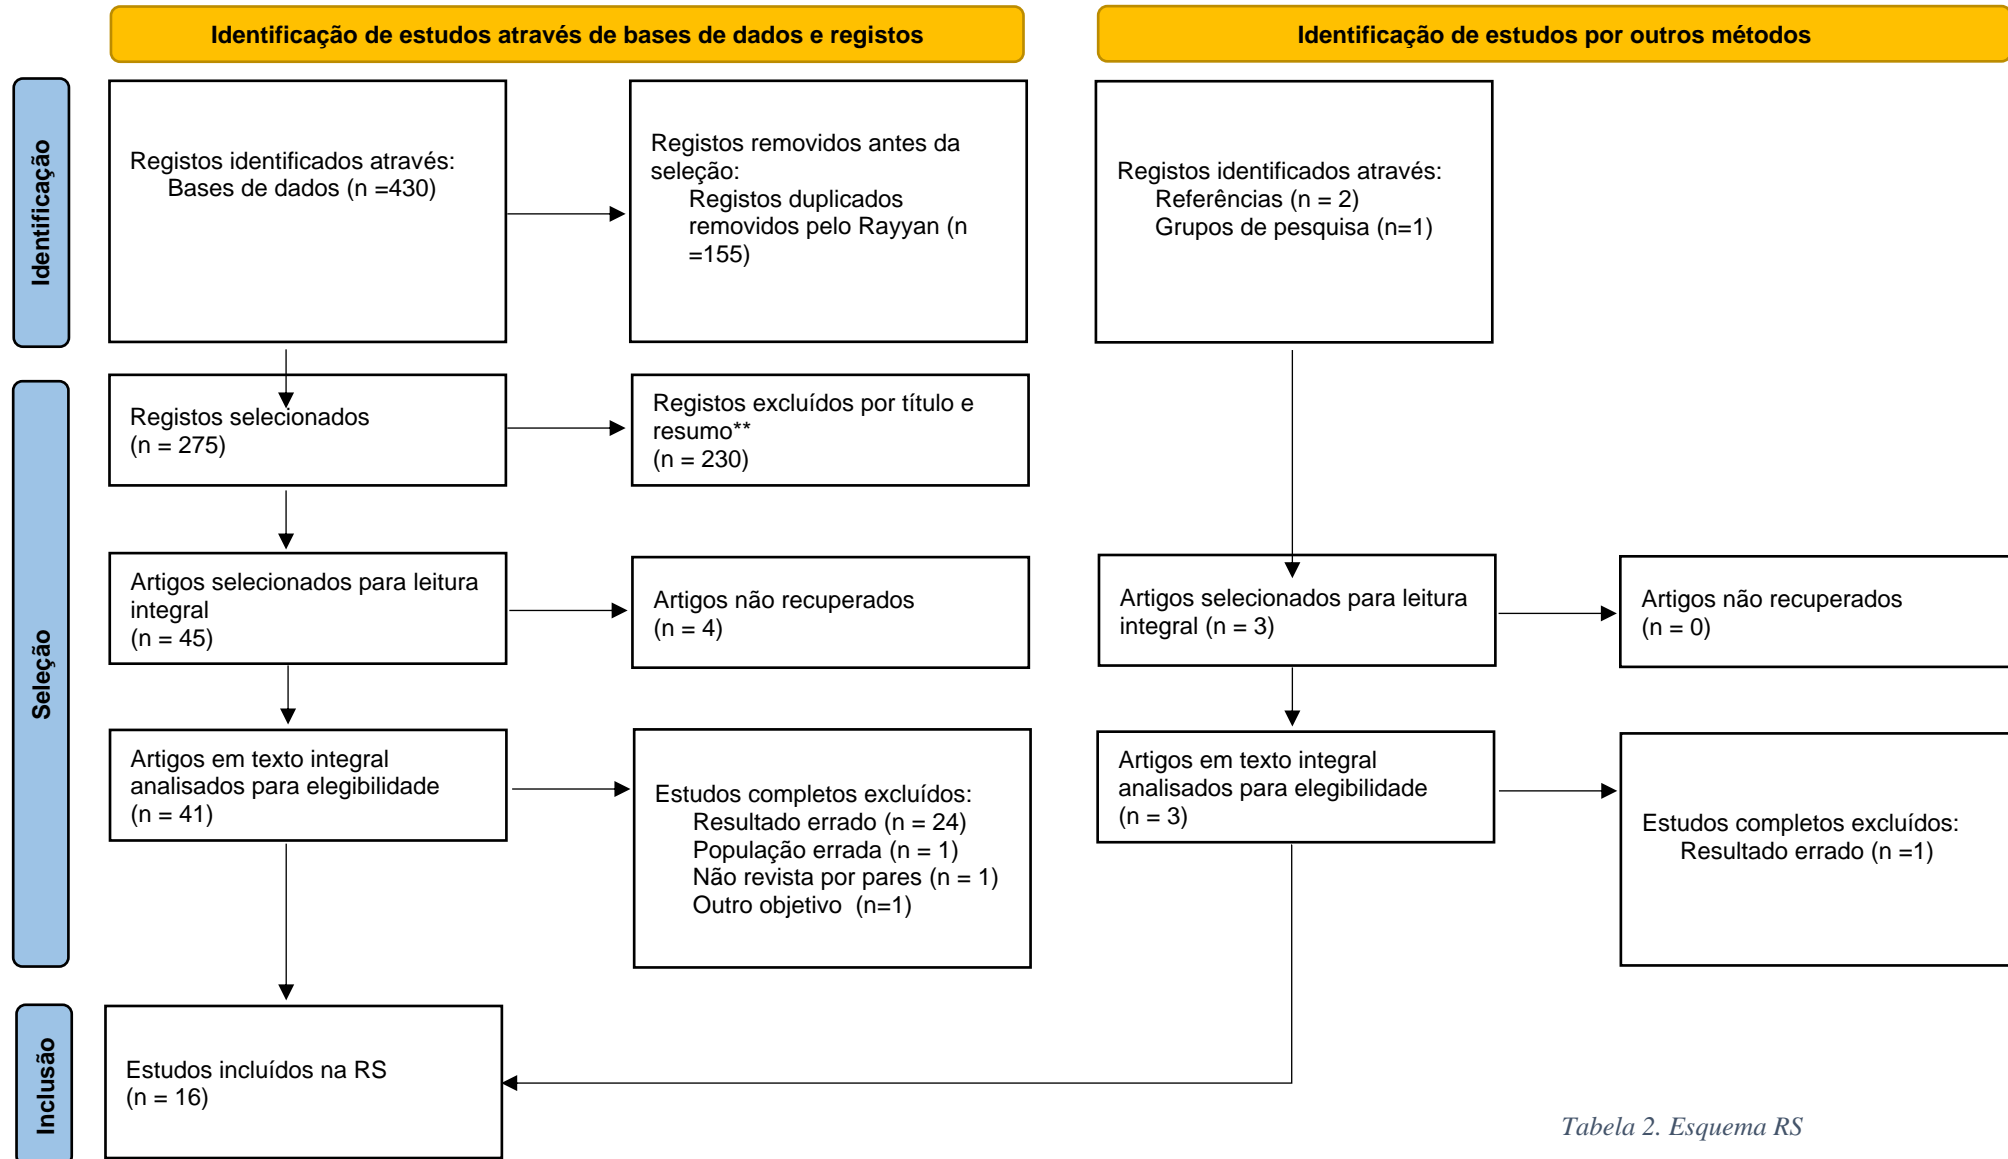 Identificação de estudos através de bases de dados e registos
Identificação de estudos por outros métodos
Identificação
Registos identificados através:
Bases de dados (n =430)
Registos removidos antes da
seleção:
Registos duplicados
removidos pelo Rayyan (n
=155)
Registos identificados através:
Referências (n = 2)
Grupos de pesquisa (n=1)
Seleção
Registos selecionados
(n = 275)
Registos excluídos por título e
resumo**
(n = 230)
Artigos selecionados para leitura
integral
(n = 45)
Artigos não recuperados
(n = 4)
Artigos selecionados para leitura
integral (n = 3)
Artigos não recuperados
(n = 0)
Artigos em texto integral
analisados para elegibilidade
(n = 41)
Estudos completos excluídos:
Resultado errado (n = 24)
População errada (n = 1)
Não revista por pares (n = 1)
Outro objetivo  (n=1)
Artigos em texto integral
analisados para elegibilidade
(n = 3)
Estudos completos excluídos:
Resultado errado (n =1)
Inclusão
Estudos incluídos na RS
(n = 16)
Tabela 2. Esquema RS